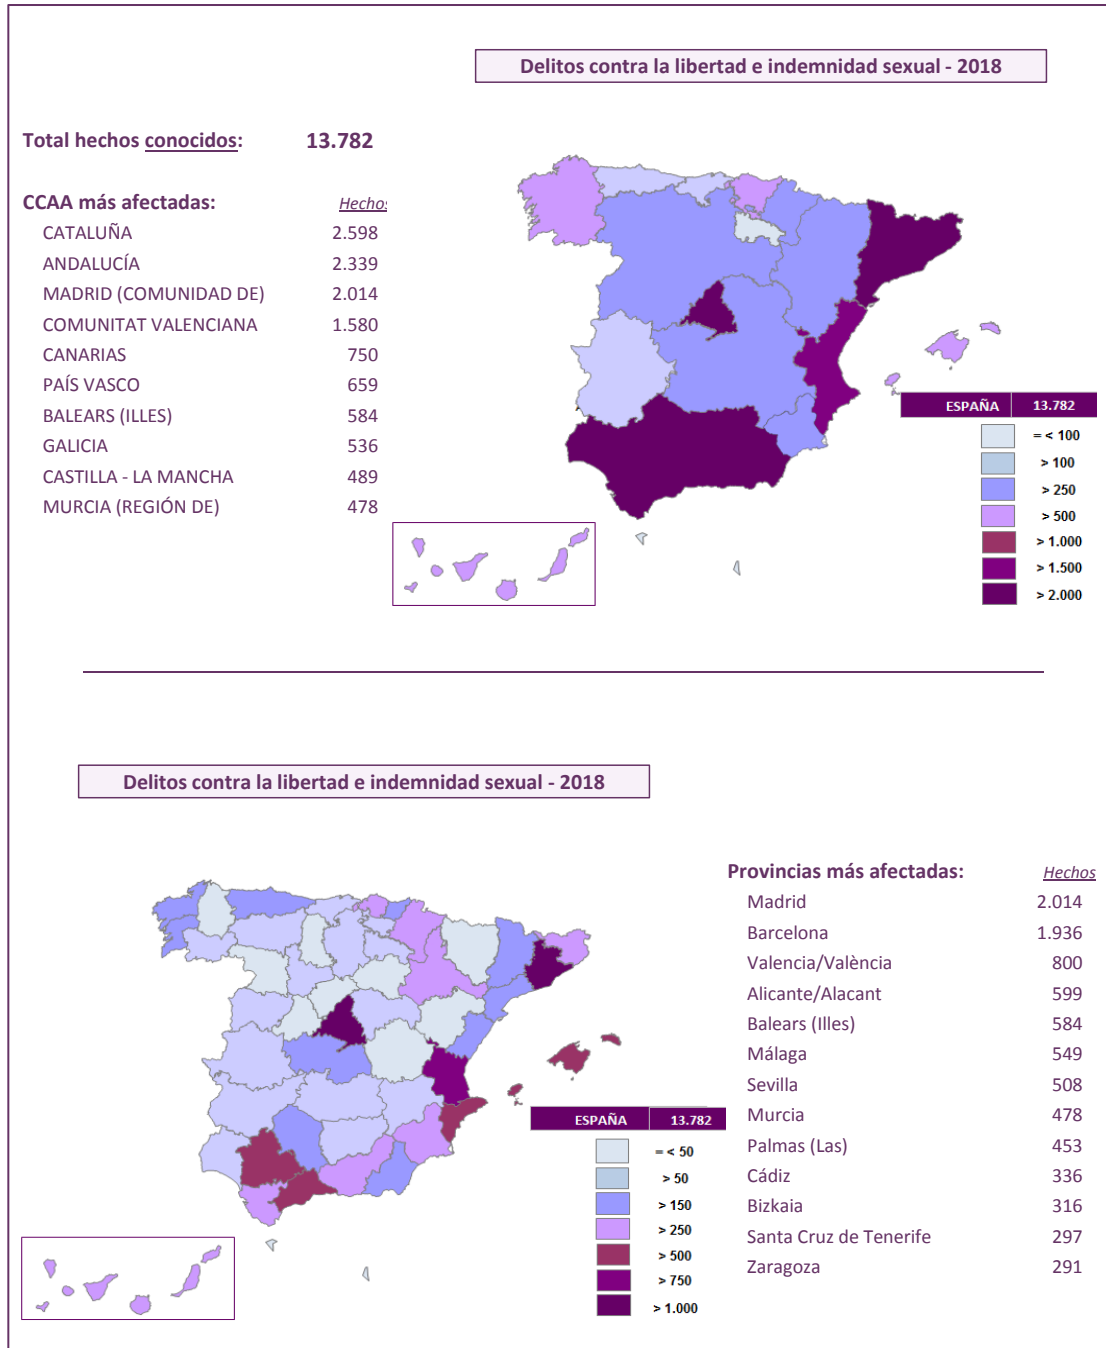 Delitos contra la libertad e indemnidad sexual - 2018
Total hechos conocidos: 13.782
CCAA más afectadas: Hechos
CATALUÑA 2.598
ANDALUCÍA 2.339
MADRID (COMUNIDAD DE) 2.014
COMUNITAT VALENCIANA 1.580
CANARIAS 750
PAÍS VASCO 659
BALEARS (ILLES) 584
GALICIA 536
CASTILLA - LA MANCHA 489
MURCIA (REGIÓN DE) 478
ESPAÑA 13.782
= < 100
> 100
> 250
> 500
> 1.000
> 1.500
> 2.000
Delitos contra la libertad e indemnidad sexual - 2018
Provincias más afectadas: Hechos
Madrid 2.014
Barcelona 1.936
Valencia/València 800
Alicante/Alacant 599
Balears (Illes) 584
Málaga 549
Sevilla 508
Murcia 478
Palmas (Las) 453
Cádiz 336
Bizkaia 316
Santa Cruz de Tenerife 297
Zaragoza 291
ESPAÑA 13.782
= < 50
> 50
> 150
> 250
> 500
> 750
> 1.000